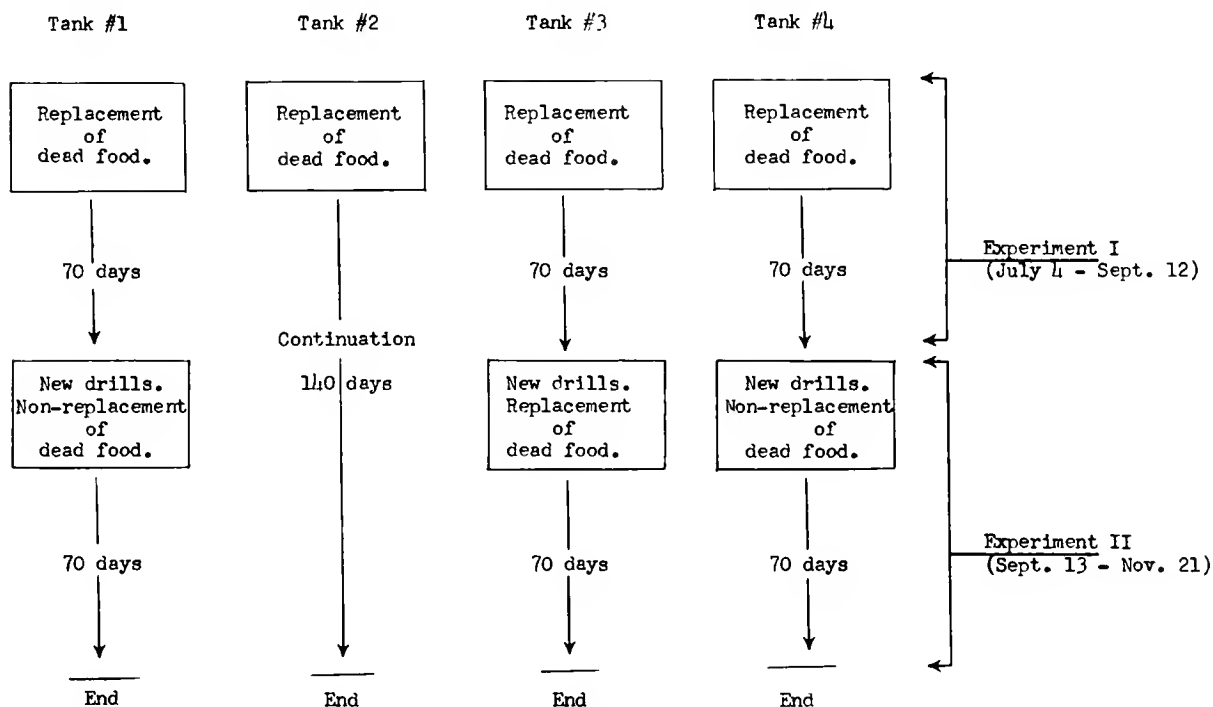 Tank #1
Tank #2
Tank #3
Tank #4
Replacement
of
dead food.
Replacement
of
dead food.
Replacement
of
dead food.
Replacement
of
dead food.
70 days
70 days
70 days
Experiment I
(July 4 - Sept. 12)
Continuation
140 days
New drills.
Non-replacement
of
dead food.
New drills.
Replacement
of
dead food.
New drills.
Non-replacement
of
dead food.
70 days
70 days
70 days
Experiment II
(Sept. 13 - Nov. 21)
End
End
End
End